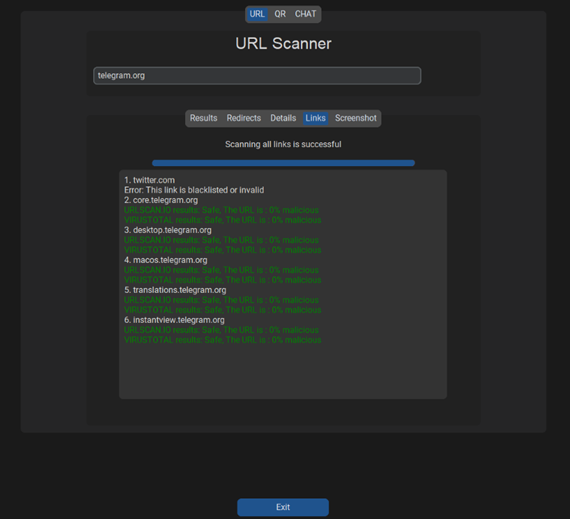 URL QR CHAT
URL Scanner
telegram.org
Results Redirects Details Links Screenshot
Scanning all links is successful
1. twitter.com
Error: This link is blacklisted or invalid
2. core.telegram.org
URLSCAN.IO results: Safe, The URL is : 0% malicious
VIRUSTOTAL results: Safe, The URL is : 0% malicious
3. desktop.telegram.org
URLSCAN.IO results: Safe, The URL is : 0% malicious
VIRUSTOTAL results: Safe, The URL is : 0% malicious
4. macos.telegram.org
URLSCAN.IO results: Safe, The URL is : 0% malicious
VIRUSTOTAL results: Safe, The URL is : 0% malicious
5. translations.telegram.org
URLSCAN.IO results: Safe, The URL is : 0% malicious
VIRUSTOTAL results: Safe, The URL is : 0% malicious
6. instantview.telegram.org
URLSCAN.IO results: Safe, The URL is : 0% malicious
VIRUSTOTAL results: Safe, The URL is : 0% malicious
Exit